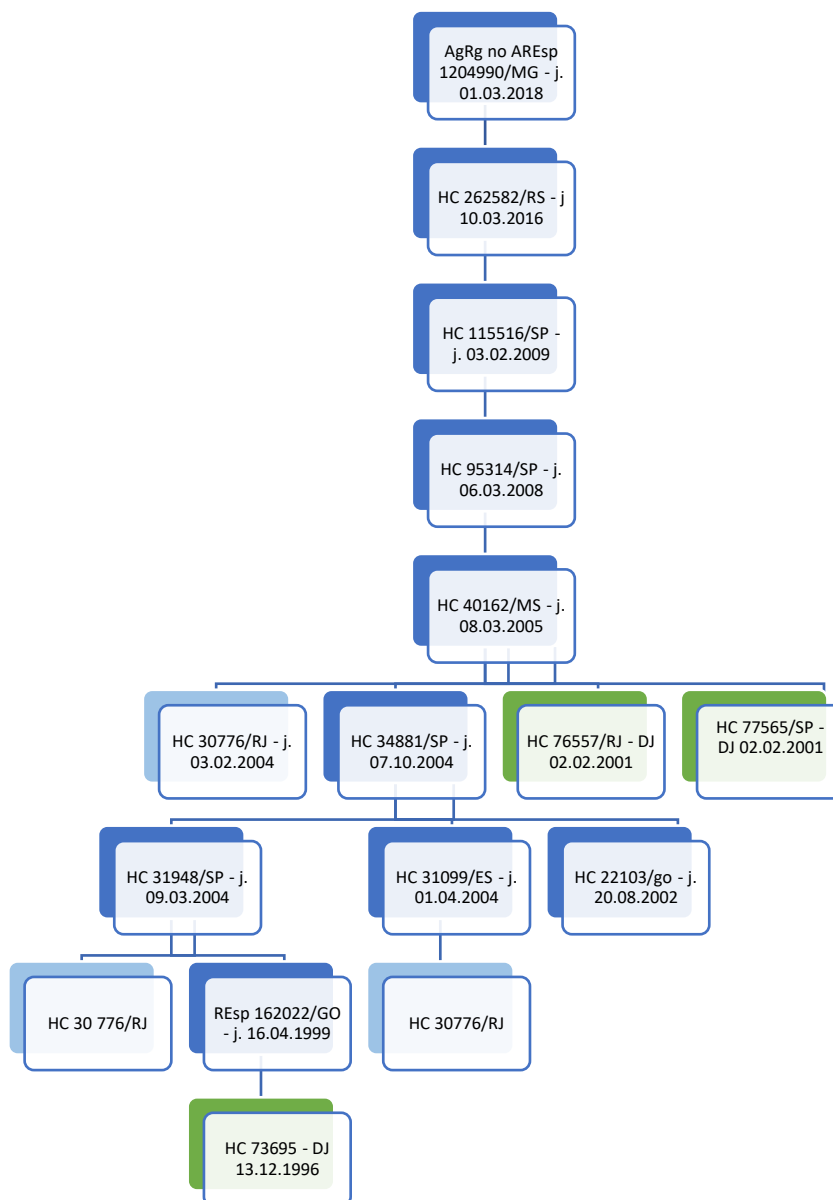 AgRg no AREsp
1204990/MG - j.
01.03.2018
HC 262582/RS - j
10.03.2016
HC 115516/SP -
j. 03.02.2009
HC 95314/SP - j.
06.03.2008
HC 40162/MS - j.
08.03.2005
HC 30776/RJ - j.
03.02.2004
HC 34881/SP - j.
07.10.2004
HC 76557/RJ - DJ
02.02.2001
HC 77565/SP -
DJ 02.02.2001
HC 31948/SP - j.
09.03.2004
HC 31099/ES - j.
01.04.2004
HC 22103/go - j.
20.08.2002
HC 30 776/RJ
REsp 162022/GO
- j. 16.04.1999
HC 30776/RJ
HC 73695 - DJ
13.12.1996